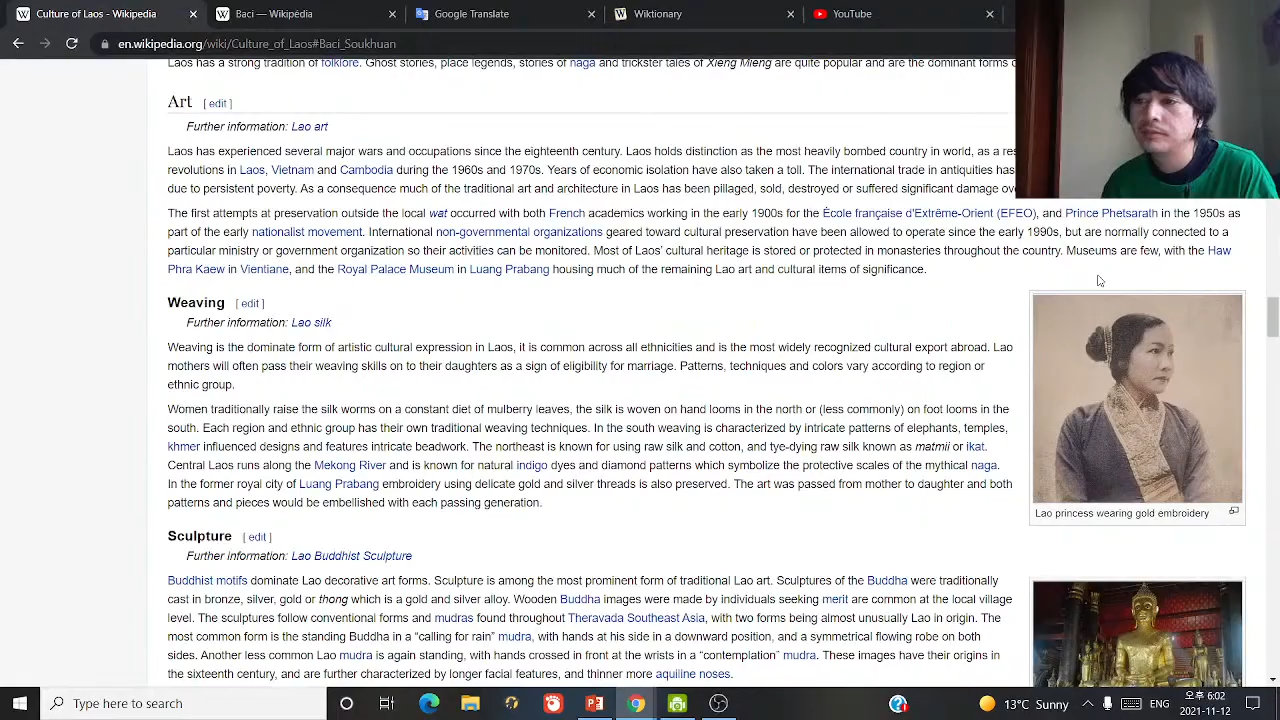 Culture of Laos - Wikipedia
Baci — Wikipédia
Google Translate
Wiktionary
YouTube
en.wikipedia.org/wiki/Culture_of_Laos#Baci_Soukhuan
Laos has a strong tradition of folklore. Ghost stories, place legends, stories of naga and trickster tales of Xieng Mieng are quite popular and are the dominant forms
Art [ edit ]
Further information: Lao art
Laos has experienced several major wars and occupations since the eighteenth century. Laos holds distinction as the most heavily bombed country in world, as a
revolutions in Laos, Vietnam and Cambodia during the 1960s and 1970s. Years of economic isolation have also taken a toll. The international trade in antiquities has
due to persistent poverty. As a consequence much of the traditional art and architecture in Laos has been pillaged, sold, destroyed or suffered significant damage
The first attempts at preservation outside the local wat occurred with both French academics working in the early 1900s for the École française d'Extrême-Orient (EFEO), and Prince Phetsarath in the 1950s as
part of the early nationalist movement. International non-governmental organizations geared toward cultural preservation have been allowed to operate since the early 1990s, but are normally connected to a
particular ministry or government organization so their activities can be monitored. Most of Laos' cultural heritage is stored or protected in monasteries throughout the country. Museums are few, with the Haw
Phra Kaew in Vientiane, and the Royal Palace Museum in Luang Prabang housing much of the remaining Lao art and cultural items of significance.
Weaving [ edit ]
Further information: Lao silk
Weaving is the dominate form of artistic cultural expression in Laos, it is common across all ethnicities and is the most widely recognized cultural export abroad. Lao
mothers will often pass their weaving skills on to their daughters as a sign of eligibility for marriage. Patterns, techniques and colors vary according to region or
ethnic group.
Women traditionally raise the silk worms on a constant diet of mulberry leaves, the silk is woven on hand looms in the north or (less commonly) on foot looms in the
south. Each region and ethnic group has their own traditional weaving techniques. In the south weaving is characterized by intricate patterns of elephants, temples,
khmer influenced designs and features intricate beadwork. The northeast is known for using raw silk and cotton, and tye-dying raw silk known as matmii or ikat.
Central Laos runs along the Mekong River and is known for natural indigo dyes and diamond patterns which symbolize the protective scales of the mythical naga.
In the former royal city of Luang Prabang embroidery using delicate gold and silver threads is also preserved. The art was passed from mother to daughter and both
patterns and pieces would be embellished with each passing generation.
Lao princess wearing gold embroidery
Sculpture [ edit ]
Further information: Lao Buddhist Sculpture
Buddhist motifs dominate Lao decorative art forms. Sculpture is among the most prominent form of traditional Lao art. Sculptures of the Buddha were traditionally
cast in bronze, silver, gold or thong which is a gold and silver alloy. Wooden Buddha images were made by individuals seeking merit are common at the local village
level. The sculptures follow conventional forms and mudras found throughout Theravada Southeast Asia, with two forms being almost unusually Lao in origin. The
most common form is the standing Buddha in a "calling for rain" mudra, with hands at his side in a downward position, and a symmetrical flowing robe on both
sides. Another less common Lao mudra is again standing, with hands crossed in front at the wrists in a "contemplation" mudra. These images have their origins in
the sixteenth century, and are further characterized by longer facial features, and thinner more aquiline noses.
Type here to search
13°C Sunny
ENG
오후 6:02
2021-11-12